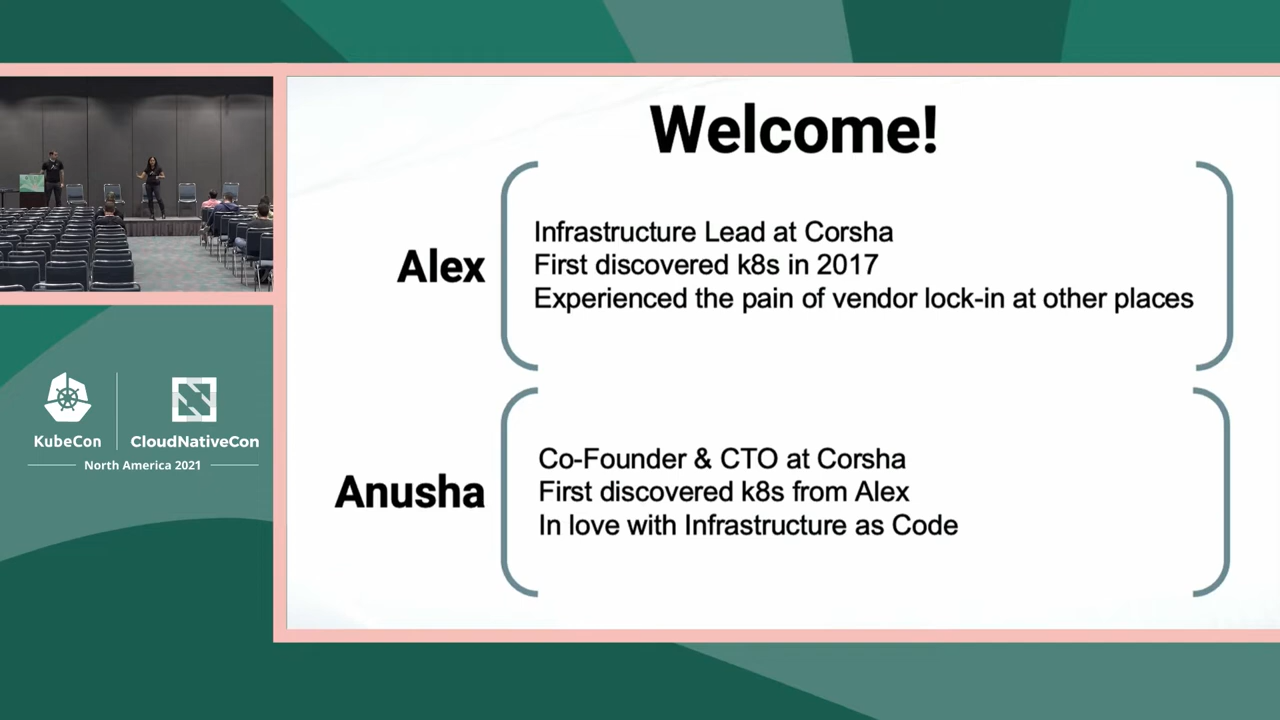 Welcome!
Alex
Infrastructure Lead at Corsha
First discovered k8s in 2017
Experienced the pain of vendor lock-in at other places
Anusha
Co-Founder & CTO at Corsha
First discovered k8s from Alex
In love with Infrastructure as Code
KubeCon
CloudNativeCon
North America 2021